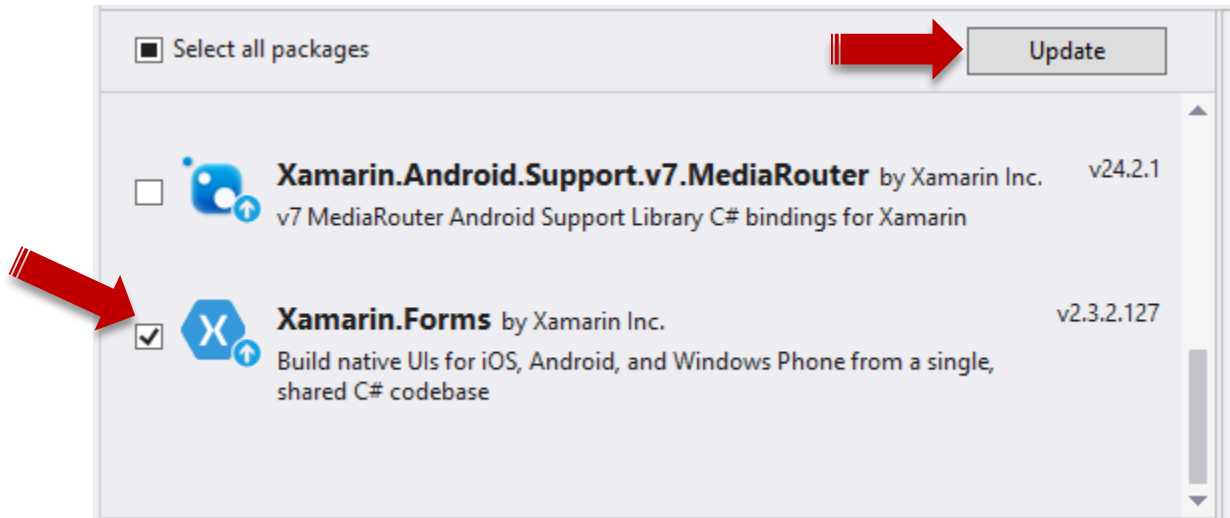 Select all packages
Update
Xamarin.Android.Support.v7.MediaRouter by Xamarin Inc. v24.2.1
v7 MediaRouter Android Support Library C# bindings for Xamarin
X
Xamarin.Forms by Xamarin Inc. v2.3.2.127
Build native UIs for iOS, Android, and Windows Phone from a single,
shared C# codebase